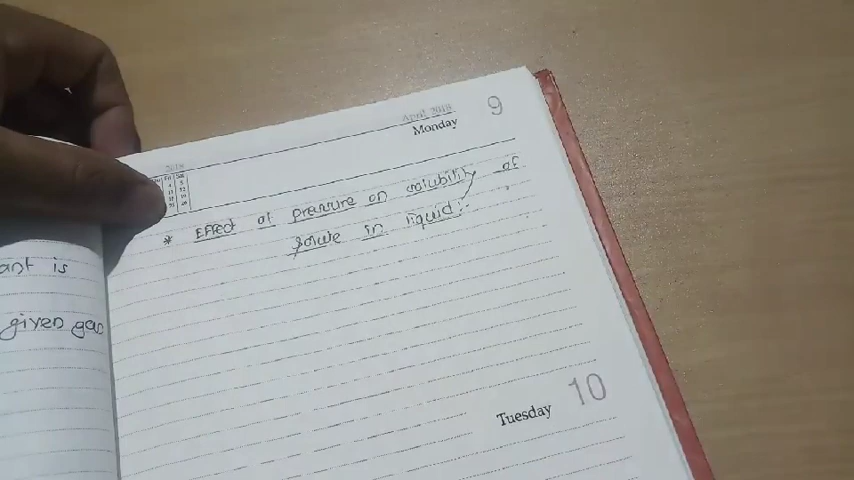 ant is
given gas
April 2018
Monday 9
2018
* Effect of pressure on solubility of
solute in liquid:-
Tuesday 10